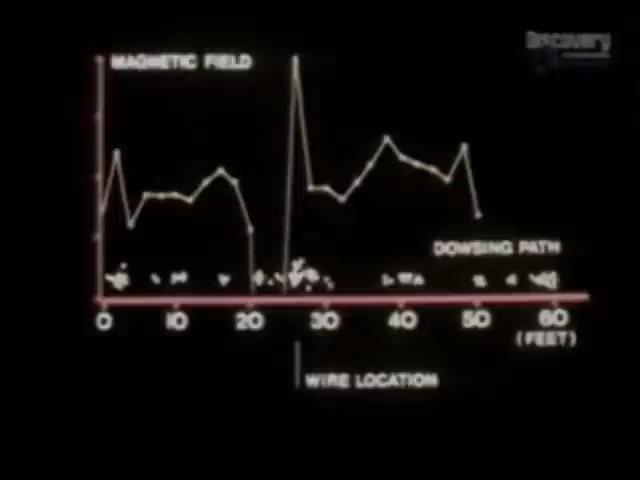 Discovery
MAGNETIC FIELD
DOWSING PATH
0 10 20 30 40 50 60
(FEET)
WIRE LOCATION